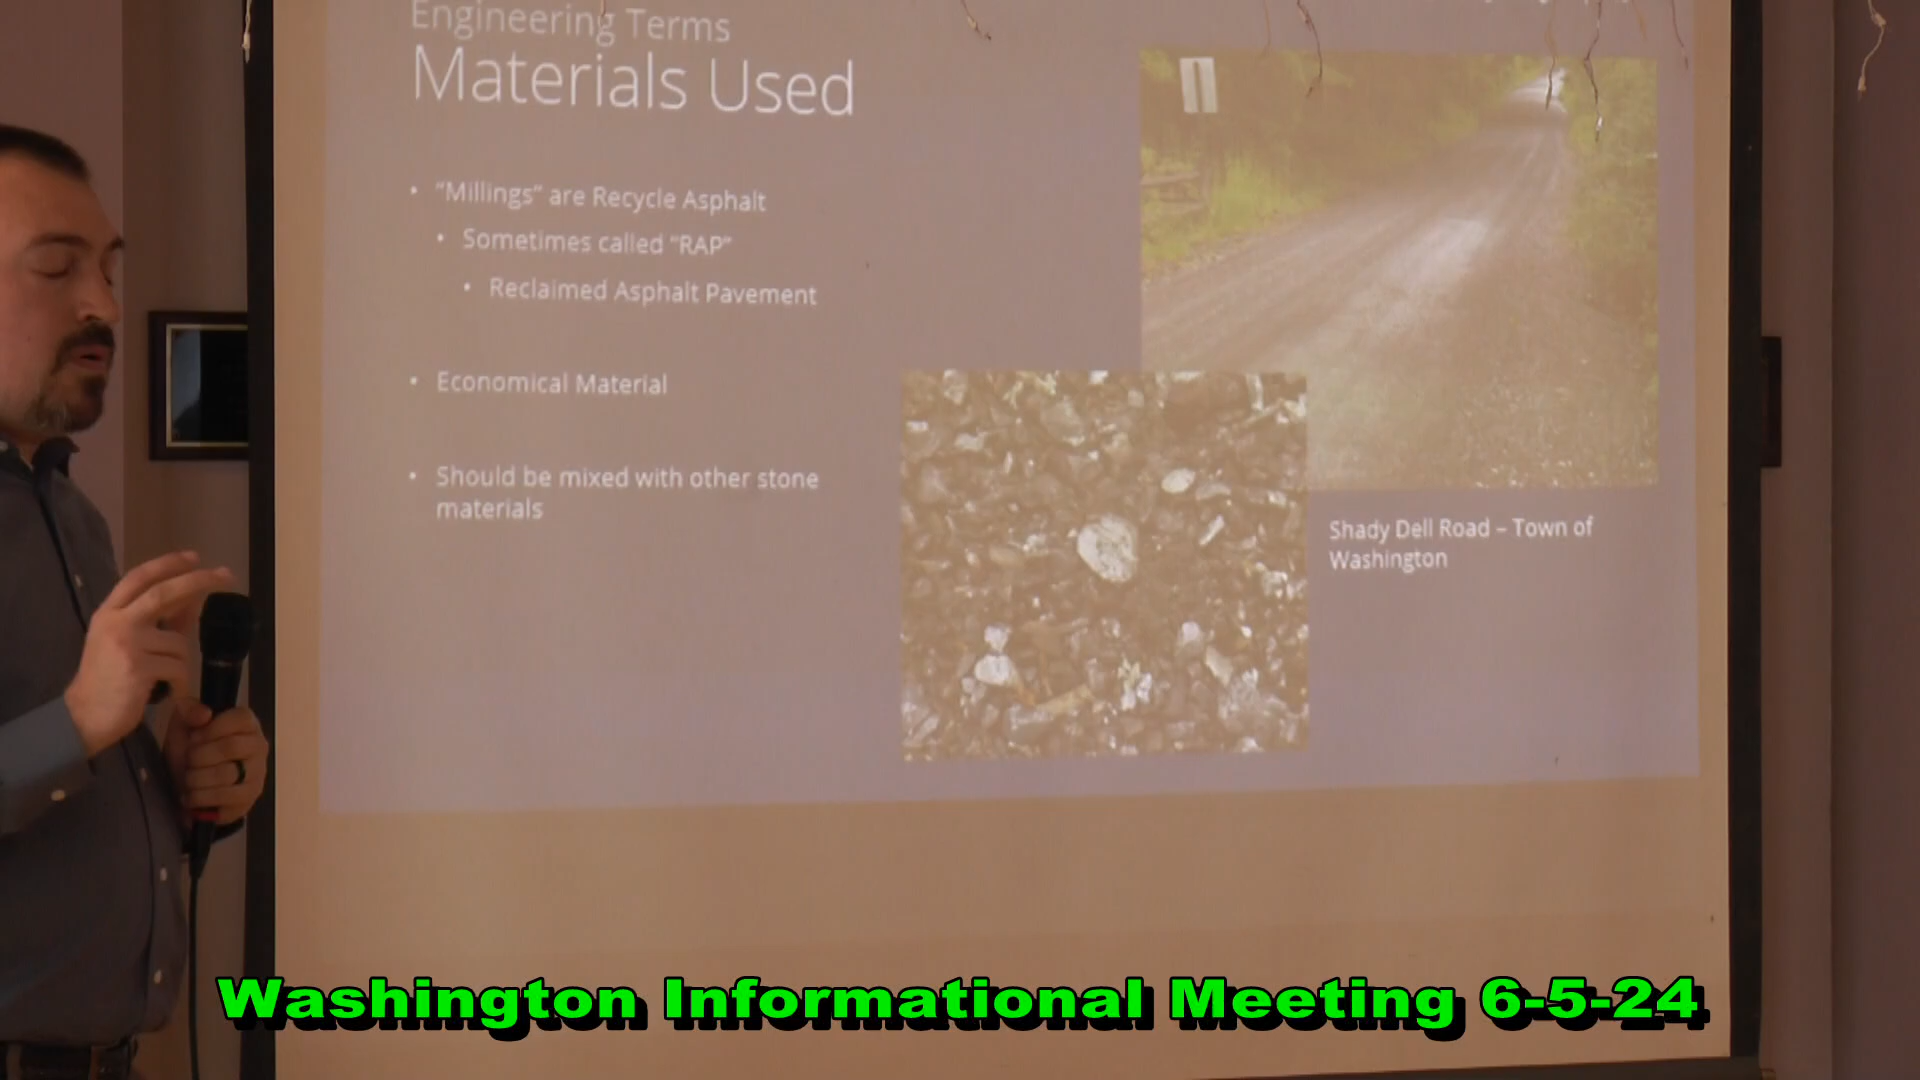 Engineering Terms
Materials Used
• "Millings" are Recycle Asphalt
• Sometimes called "RAP"
• Reclaimed Asphalt Pavement
• Economical Material
• Should be mixed with other stone
materials
Shady Dell Road – Town of
Washington
Washington Informational Meeting 6-5-24